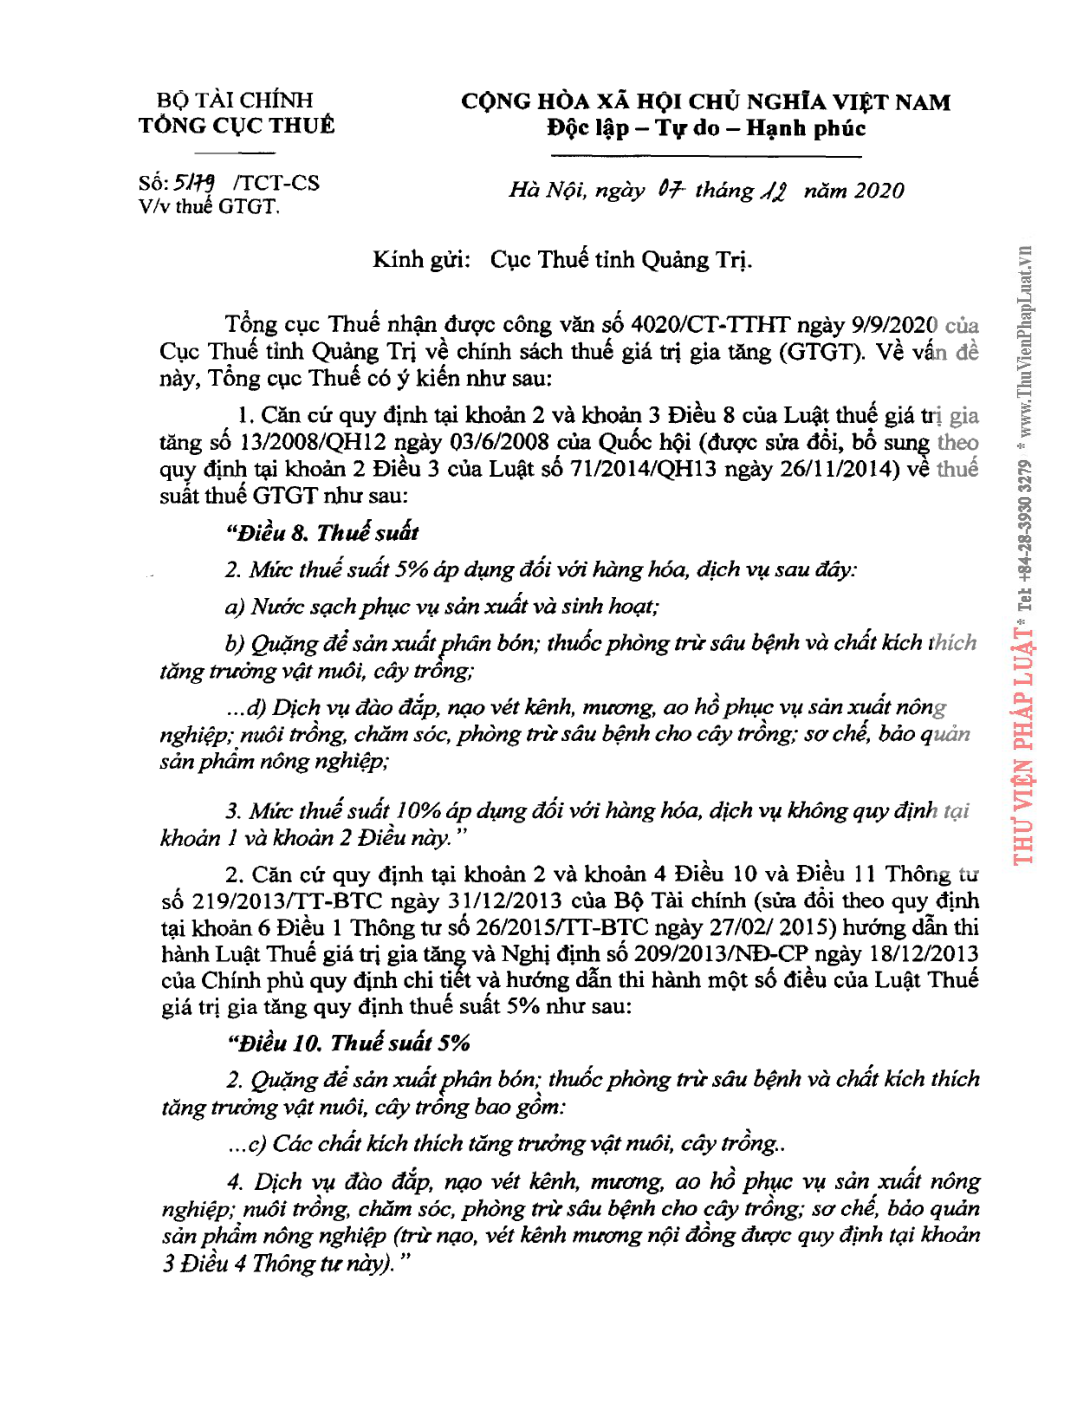 BỘ TÀI CHÍNH
TỔNG CỤC THUẾ
CỘNG HÒA XÃ HỘI CHỦ NGHĨA VIỆT NAM
Độc lập – Tự do – Hạnh phúc
Số: 5179 /TCT-CS
V/v thuế GTGT.
Hà Nội, ngày 07 tháng 12 năm 2020
Kính gửi: Cục Thuế tỉnh Quảng Trị.
Tổng cục Thuế nhận được công văn số 4020/CT-TTHT ngày 9/9/2020 của
Cục Thuế tỉnh Quảng Trị về chính sách thuế giá trị gia tăng (GTGT). Về vấn đề
này, Tổng cục Thuế có ý kiến như sau:
1. Căn cứ quy định tại khoản 2 và khoản 3 Điều 8 của Luật thuế giá trị gia
tăng số 13/2008/QH12 ngày 03/6/2008 của Quốc hội (được sửa đổi, bổ sung theo
quy định tại khoản 2 Điều 3 của Luật số 71/2014/QH13 ngày 26/11/2014) về thuế
suất thuế GTGT như sau:
“Điều 8. Thuế suất
2. Mức thuế suất 5% áp dụng đối với hàng hóa, dịch vụ sau đây:
a) Nước sạch phục vụ sản xuất và sinh hoạt;
b) Quặng để sản xuất phân bón; thuốc phòng trừ sâu bệnh và chất kích thích
tăng trưởng vật nuôi, cây trồng;
...d) Dịch vụ đào đắp, nạo vét kênh, mương, ao hồ phục vụ sản xuất nông
nghiệp; nuôi trồng, chăm sóc, phòng trừ sâu bệnh cho cây trồng; sơ chế, bảo quản
sản phẩm nông nghiệp;
3. Mức thuế suất 10% áp dụng đối với hàng hóa, dịch vụ không quy định tại
khoản 1 và khoản 2 Điều này.”
2. Căn cứ quy định tại khoản 2 và khoản 4 Điều 10 và Điều 11 Thông tư
số 219/2013/TT-BTC ngày 31/12/2013 của Bộ Tài chính (sửa đổi theo quy định
tại khoản 6 Điều 1 Thông tư số 26/2015/TT-BTC ngày 27/02/ 2015) hướng dẫn thi
hành Luật Thuế giá trị gia tăng và Nghị định số 209/2013/NĐ-CP ngày 18/12/2013
của Chính phủ quy định chi tiết và hướng dẫn thi hành một số điều của Luật Thuế
giá trị gia tăng quy định thuế suất 5% như sau:
“Điều 10. Thuế suất 5%
2. Quặng để sản xuất phân bón; thuốc phòng trừ sâu bệnh và chất kích thích
tăng trưởng vật nuôi, cây trồng bao gồm:
...c) Các chất kích thích tăng trưởng vật nuôi, cây trồng..
4. Dịch vụ đào đắp, nạo vét kênh, mương, ao hồ phục vụ sản xuất nông
nghiệp; nuôi trồng, chăm sóc, phòng trừ sâu bệnh cho cây trồng; sơ chế, bảo quản
sản phẩm nông nghiệp (trừ nạo, vét kênh mương nội đồng được quy định tại khoản
3 Điều 4 Thông tư này).”
THƯ VIỆN PHÁP LUẬT * Tel: +84-28-3930 3279 * www.ThuVienPhapLuat.vn